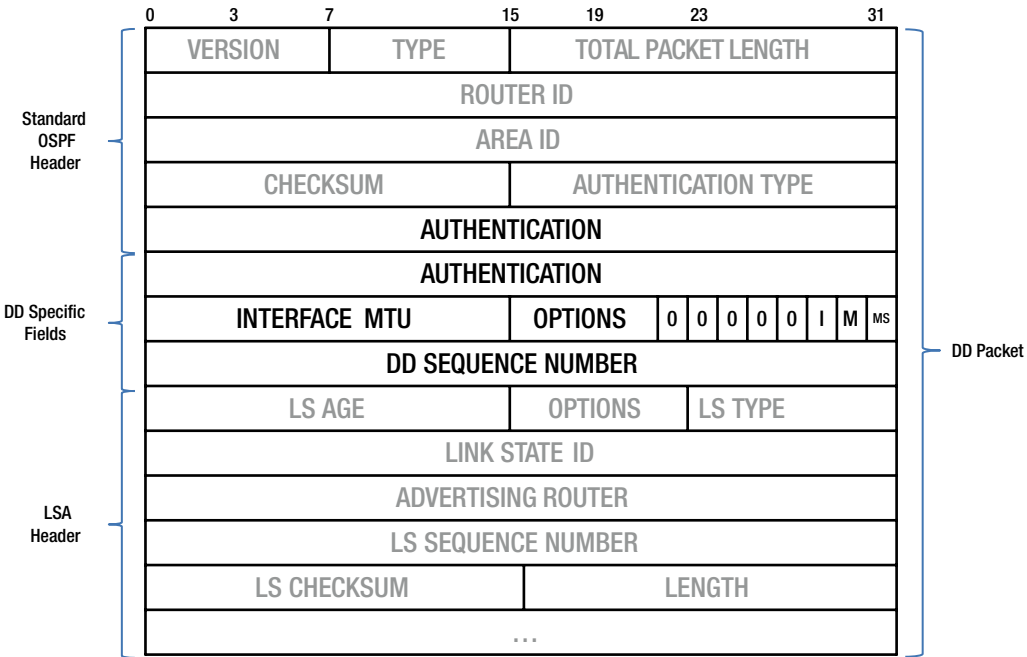 0 3 7 15 19 23 31
VERSION TYPE TOTAL PACKET LENGTH
ROUTER ID
Standard
OSPF
Header
AREA ID
CHECKSUM AUTHENTICATION TYPE
AUTHENTICATION
AUTHENTICATION
DD Specific
Fields
INTERFACE MTU OPTIONS 0 0 0 0 0 I M MS
DD Packet
DD SEQUENCE NUMBER
LS AGE OPTIONS LS TYPE
LINK STATE ID
ADVERTISING ROUTER
LSA
Header
LS SEQUENCE NUMBER
LS CHECKSUM LENGTH
...